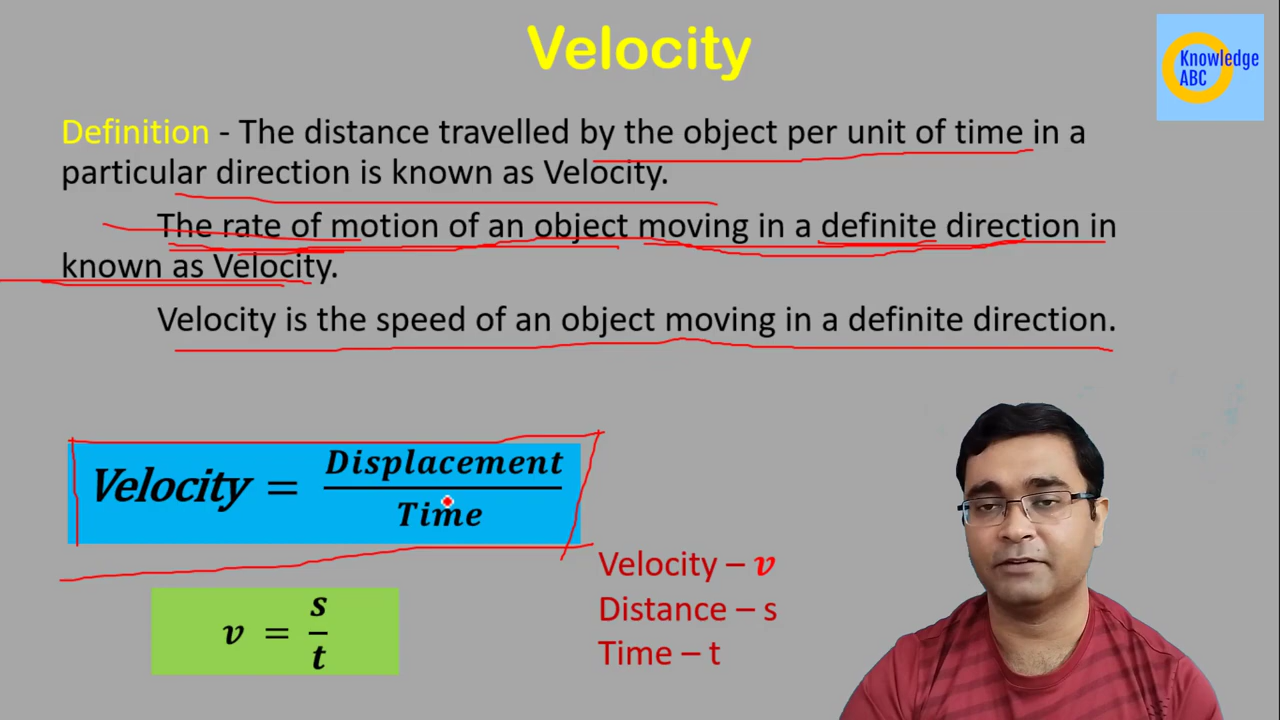 Velocity
Knowledge
ABC
Definition - The distance travelled by the object per unit of time in a
particular direction is known as Velocity.
The rate of motion of an object moving in a definite direction in
known as Velocity.
Velocity is the speed of an object moving in a definite direction.
Velocity = Displacement / Time
v = s / t
Velocity – v
Distance – s
Time – t